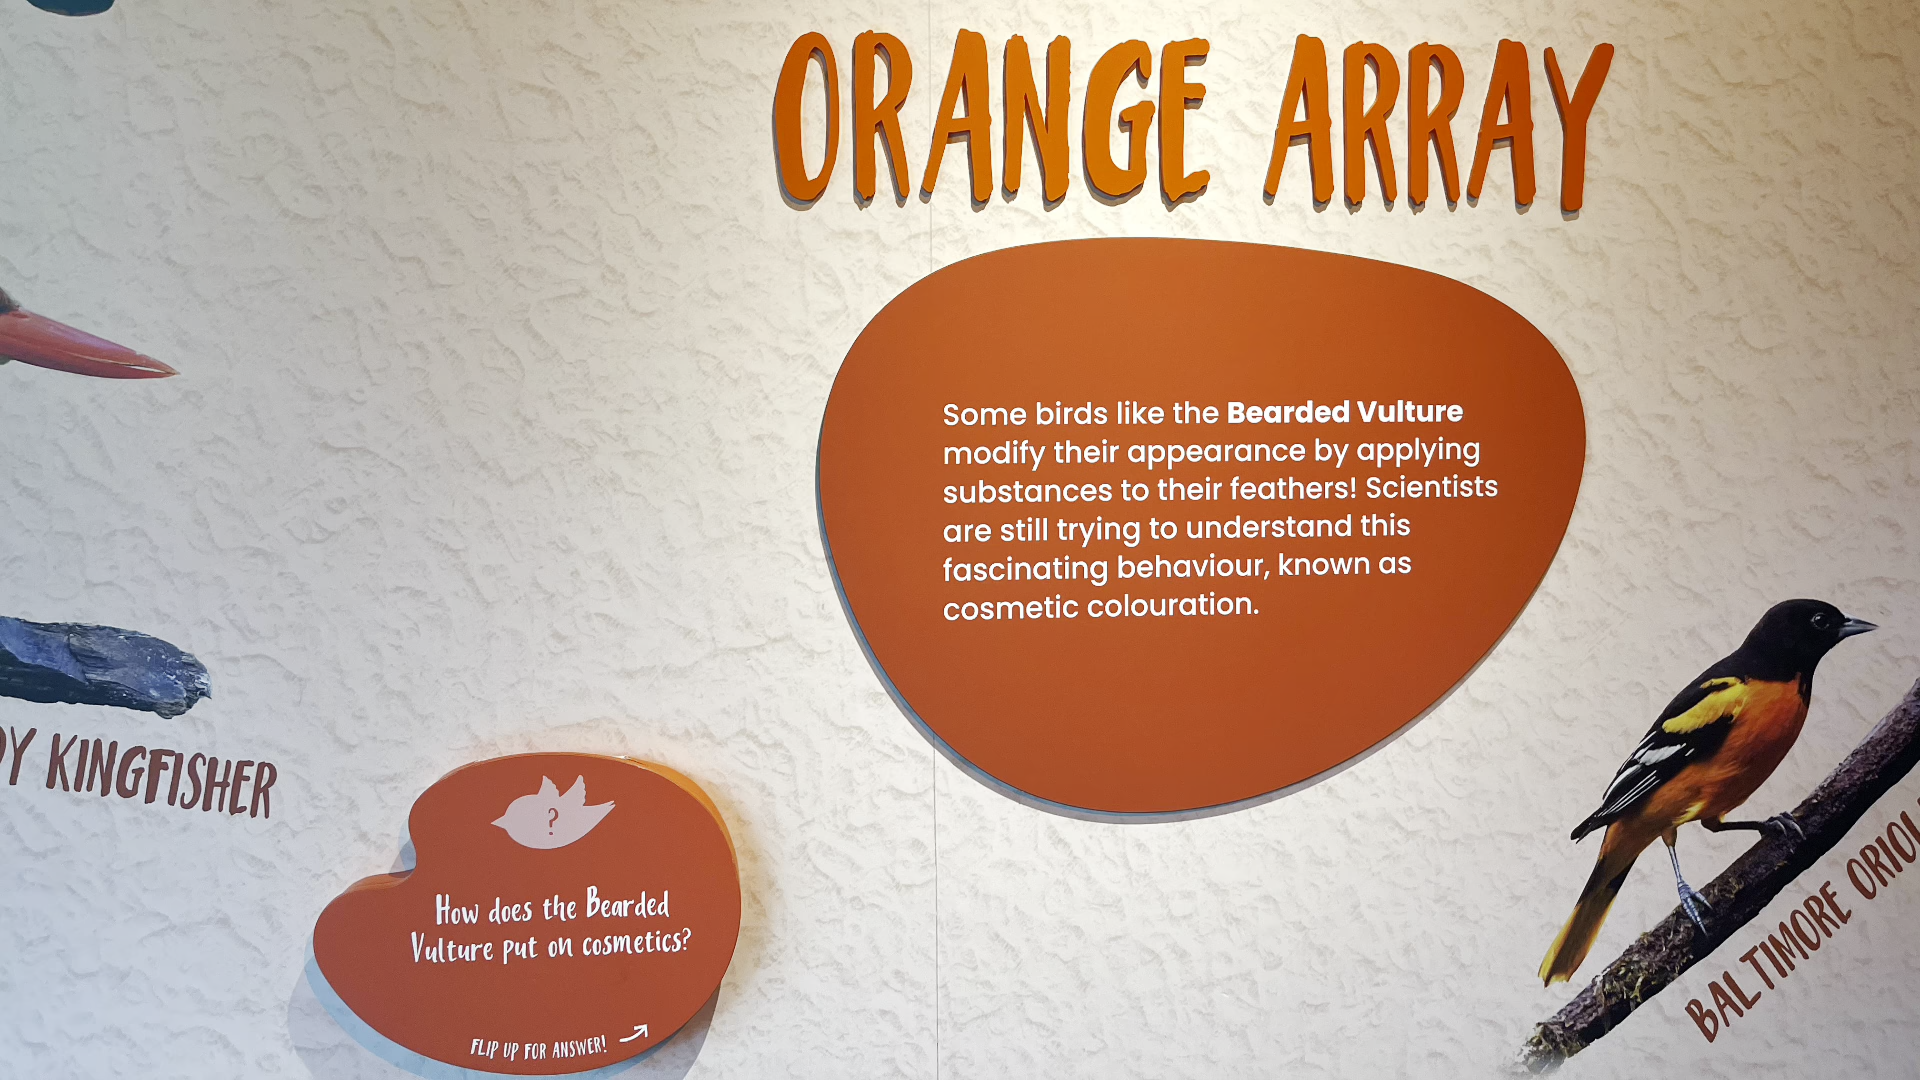 ORANGE ARRAY
Some birds like the Bearded Vulture
modify their appearance by applying
substances to their feathers! Scientists
are still trying to understand this
fascinating behaviour, known as
cosmetic colouration.
KINGFISHER
How does the Bearded
Vulture put on cosmetics?
FLIP UP FOR ANSWER!
BALTIMORE